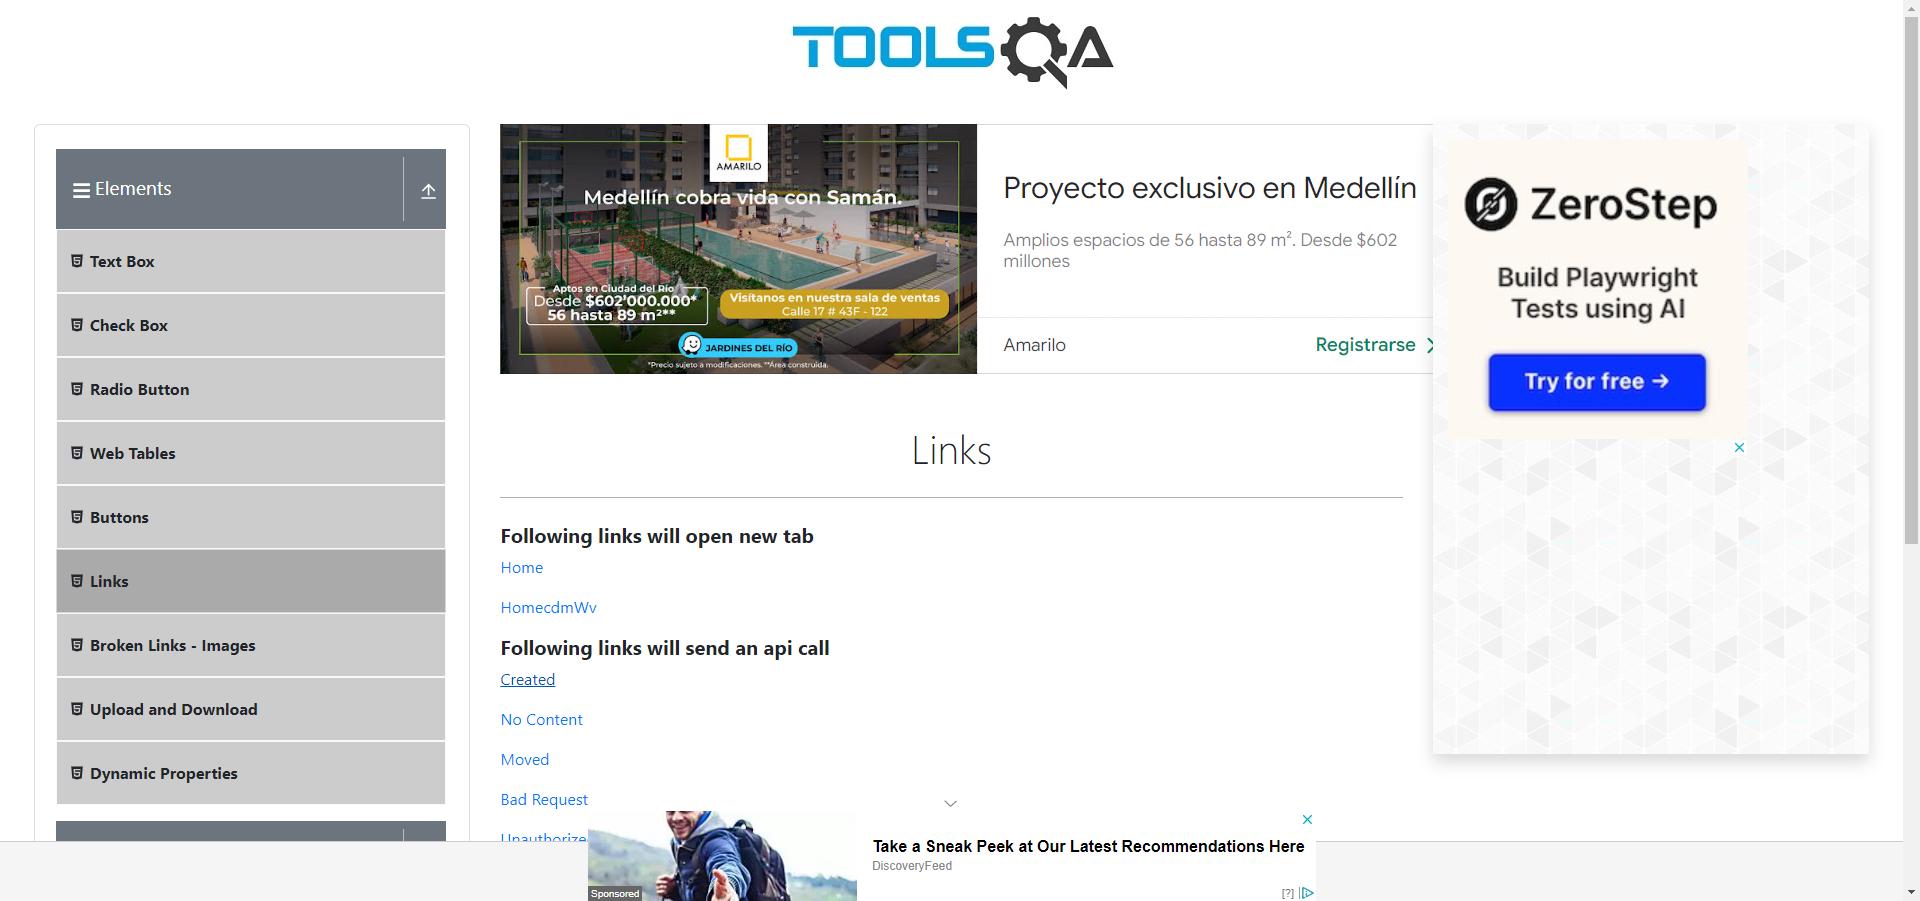 TOOLSQA
Elements
Text Box
Check Box
Radio Button
Web Tables
Buttons
Links
Broken Links - Images
Upload and Download
Dynamic Properties
AMARILO
Medellín cobra vida con Samán.
Aptos en Ciudad del Río
Desde $602'000.000*
56 hasta 89 m²**
Visítanos en nuestra sala de ventas
Calle 17 # 43F - 122
JARDINES DEL RÍO
*Precio sujeto a modificaciones. **Área construida.
Proyecto exclusivo en Medellín
Amplios espacios de 56 hasta 89 m². Desde $602
millones
Amarilo
Registrarse
ZeroStep
Build Playwright
Tests using AI
Try for free →
Links
Following links will open new tab
Home
HomecdmWv
Following links will send an api call
Created
No Content
Moved
Bad Request
Unauthorize
Sponsored
Take a Sneak Peek at Our Latest Recommendations Here
DiscoveryFeed
[?]